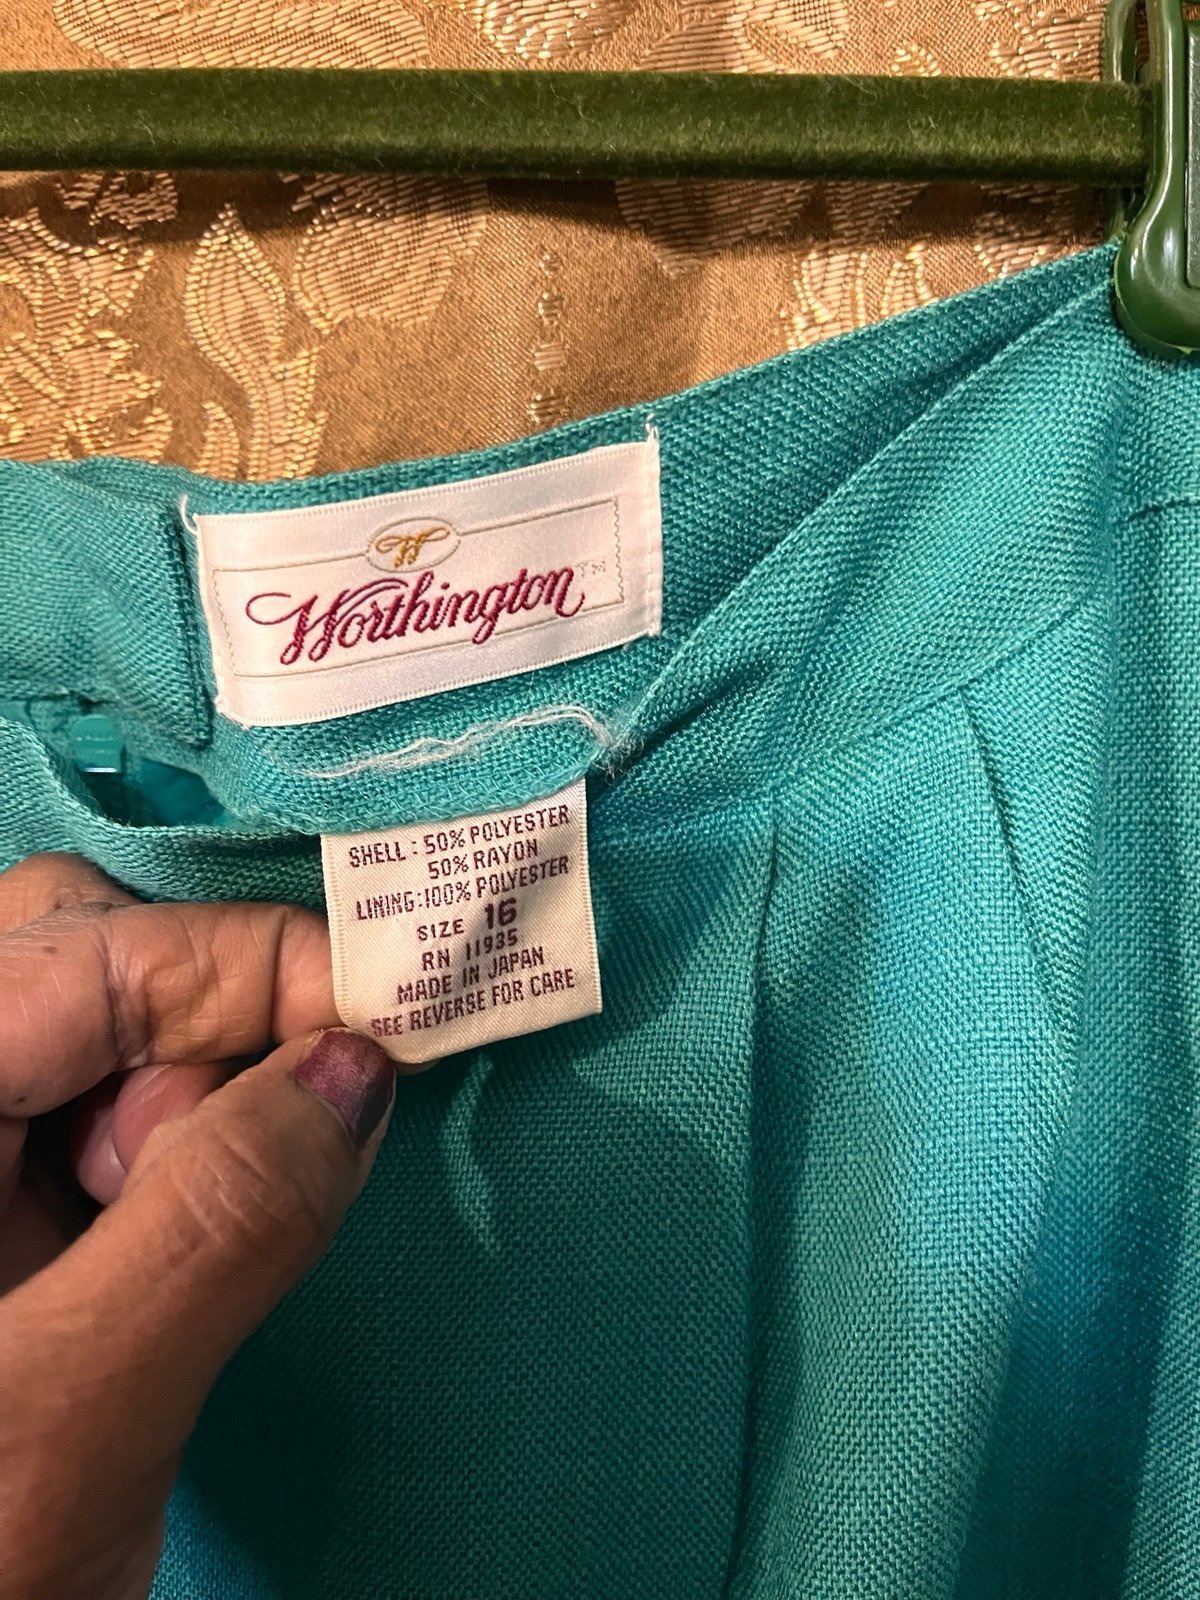 W
Worthington™
SHELL: 50% POLYESTER
50% RAYON
LINING:100% POLYESTER
SIZE 16
RN 11935
MADE IN JAPAN
SEE REVERSE FOR CARE